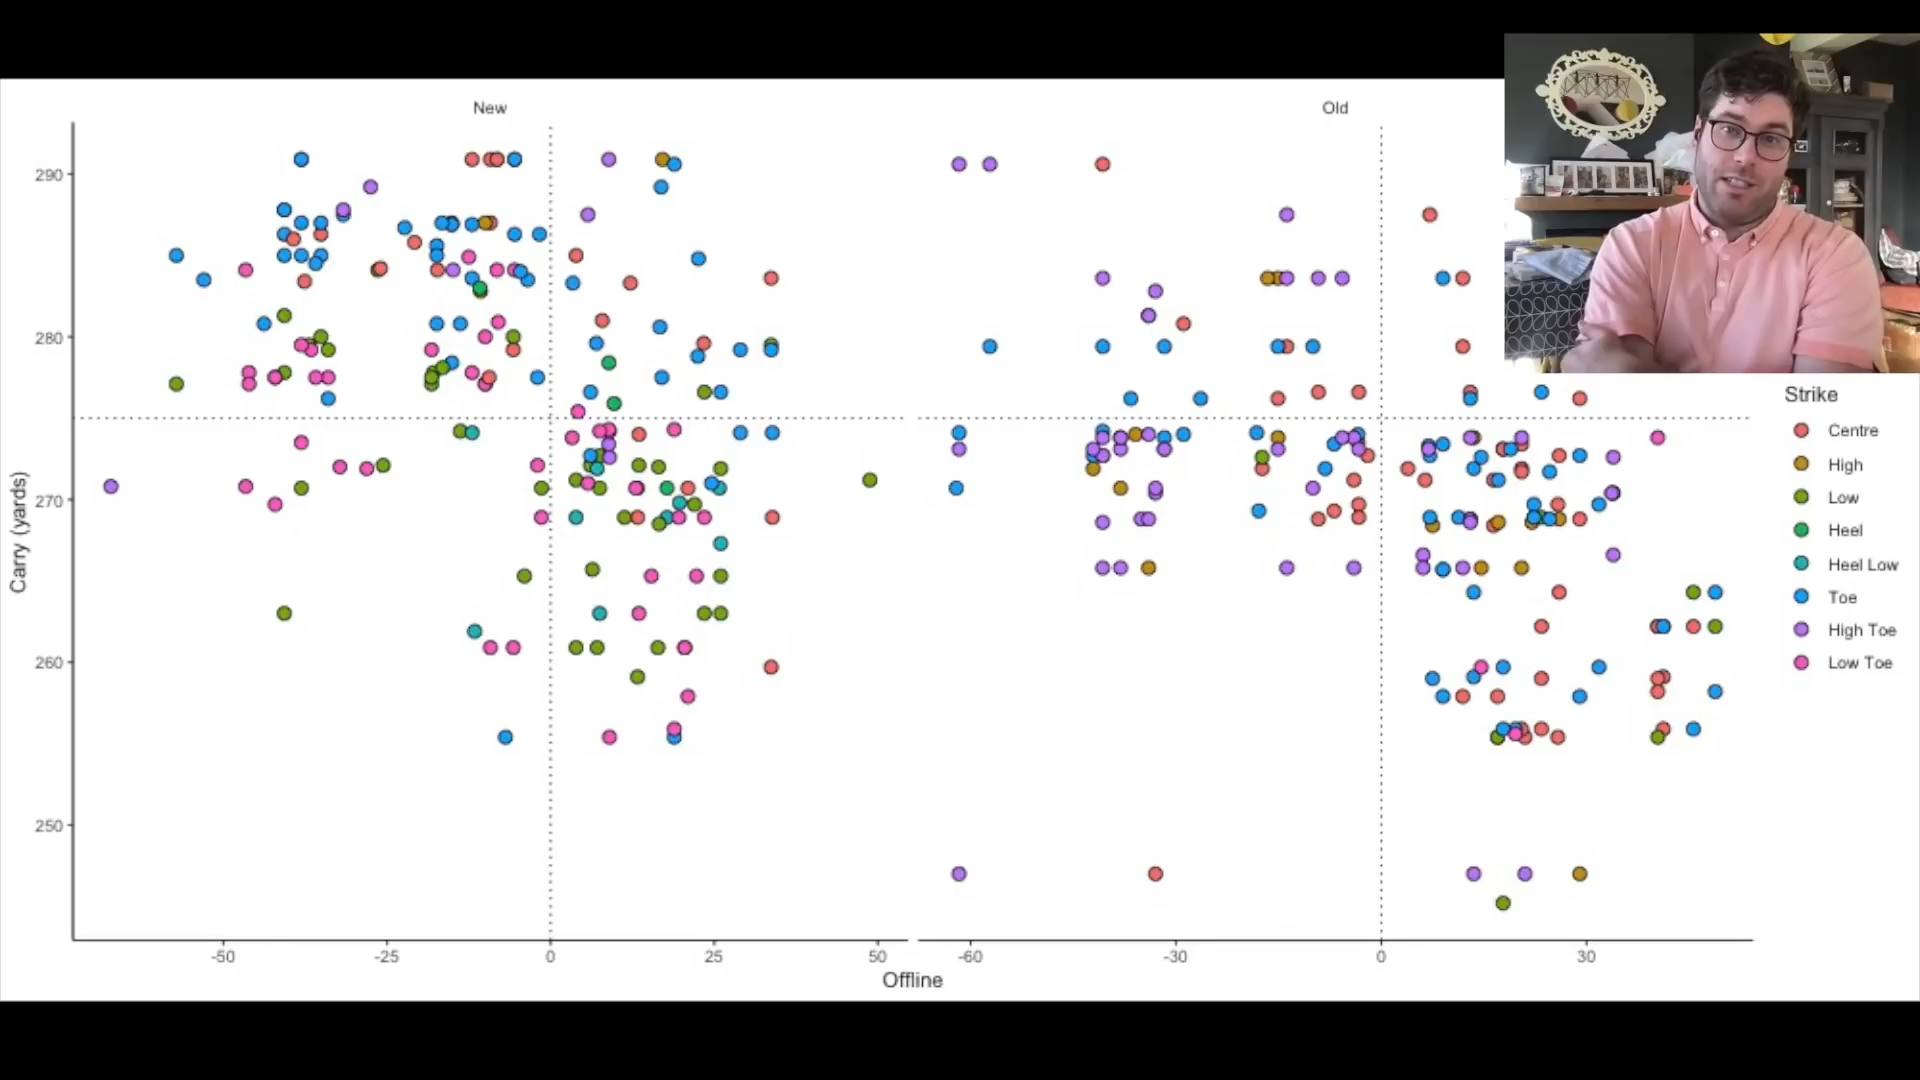 New
Old
290
280
270
260
250
Carry (yards)
-50
-25
0
25
50
-60
-30
0
30
Offline
Strike
Centre
High
Low
Heel
Heel Low
Toe
High Toe
Low Toe